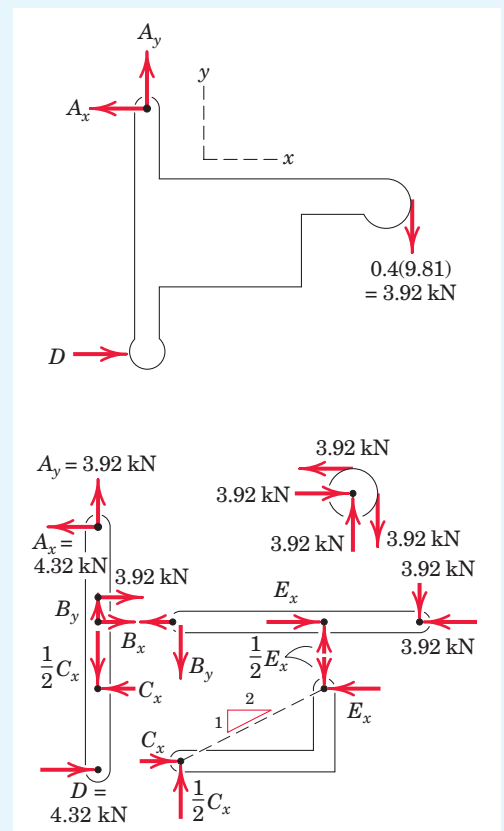 A_y
y
A_x
x
0.4(9.81)
= 3.92 kN
D
A_y = 3.92 kN
3.92 kN
3.92 kN
A_x =
4.32 kN
3.92 kN
3.92 kN
3.92 kN
3.92 kN
B_y
E_x
B_x
3.92 kN
1/2 C_x
B_y
1/2 E_x
C_x
2
1
E_x
C_x
D =
4.32 kN
1/2 C_x